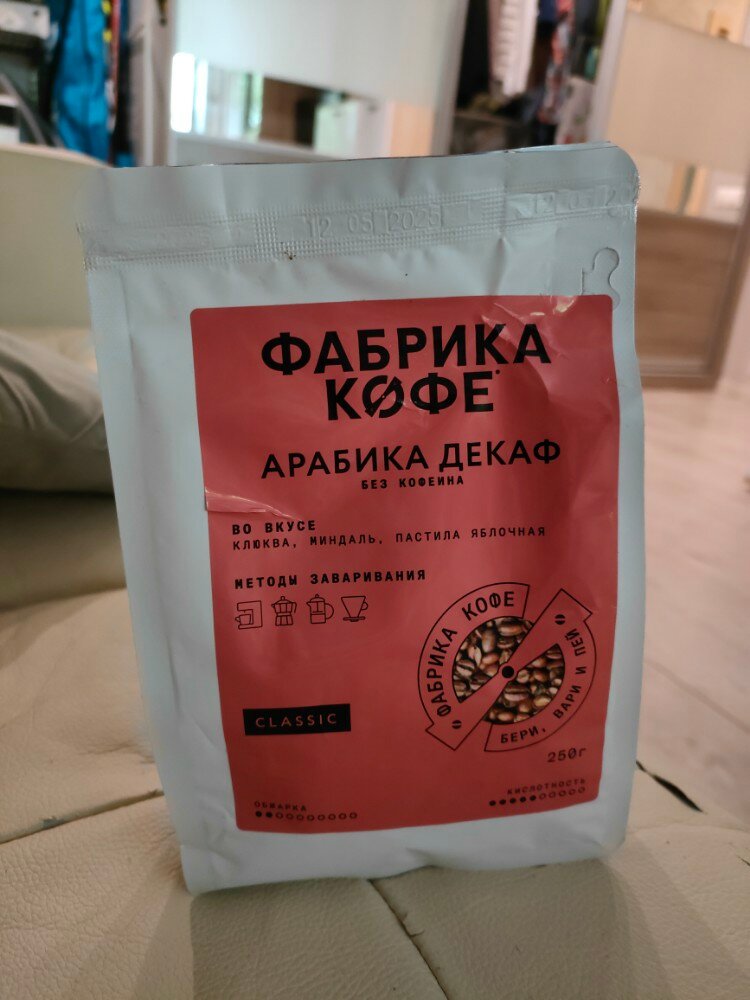 12 05 2025
ФАБРИКА
КОФЕ
АРАБИКА ДЕКАФ
БЕЗ КОФЕИНА
ВО ВКУСЕ
КЛЮКВА, МИНДАЛЬ, ПАСТИЛА ЯБЛОЧНАЯ
МЕТОДЫ ЗАВАРИВАНИЯ
ФАБРИКА КОФЕ
БЕРИ, ВАРИ И ПЕЙ
CLASSIC
250г
ОБЖАРКА
КИСЛОТНОСТЬ